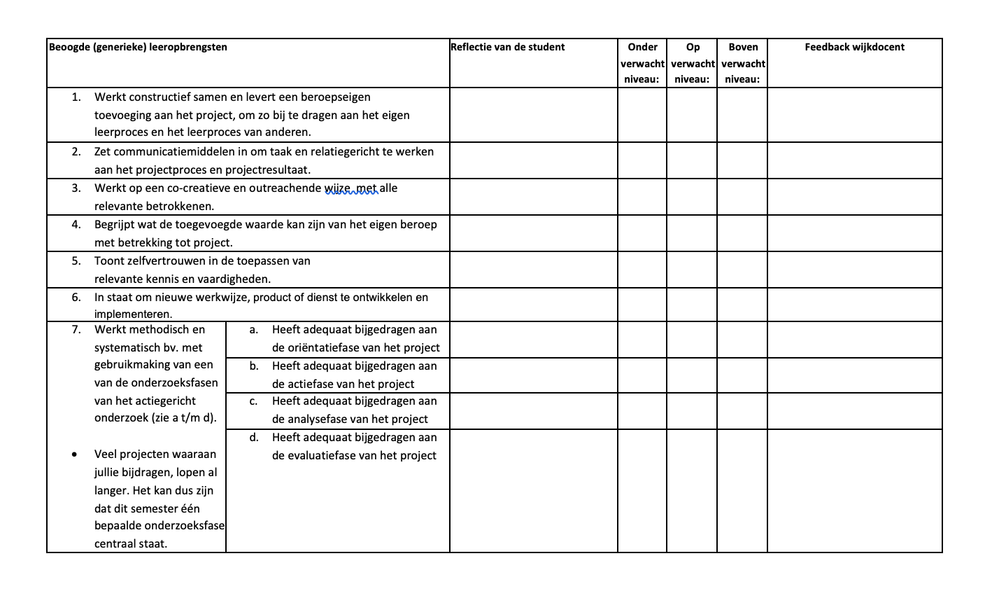 Beoogde (generieke) leeropbrengsten
Reflectie van de student
Onder
verwacht
niveau:
Op
verwacht
niveau:
Boven
verwacht
niveau:
Feedback wijkdocent
1. Werkt constructief samen en levert een beroepseigen
toevoeging aan het project, om zo bij te dragen aan het eigen
leerproces en het leerproces van anderen.
2. Zet communicatiemiddelen in om taak en relatiegericht te werken
aan het projectproces en projectresultaat.
3. Werkt op een co-creatieve en outreachende wijze, met alle
relevante betrokkenen.
4. Begrijpt wat de toegevoegde waarde kan zijn van het eigen beroep
met betrekking tot project.
5. Toont zelfvertrouwen in de toepassen van
relevante kennis en vaardigheden.
6. In staat om nieuwe werkwijze, product of dienst te ontwikkelen en
implementeren.
7. Werkt methodisch en
systematisch bv. met
gebruikmaking van een
van de onderzoeksfasen
van het actiegericht
onderzoek (zie a t/m d).
• Veel projecten waaraan
jullie bijdragen, lopen al
langer. Het kan dus zijn
dat dit semester één
bepaalde onderzoeksfase
centraal staat.
a. Heeft adequaat bijgedragen aan
de oriëntatiefase van het project
b. Heeft adequaat bijgedragen aan
de actiefase van het project
c. Heeft adequaat bijgedragen aan
de analysefase van het project
d. Heeft adequaat bijgedragen aan
de evaluatiefase van het project